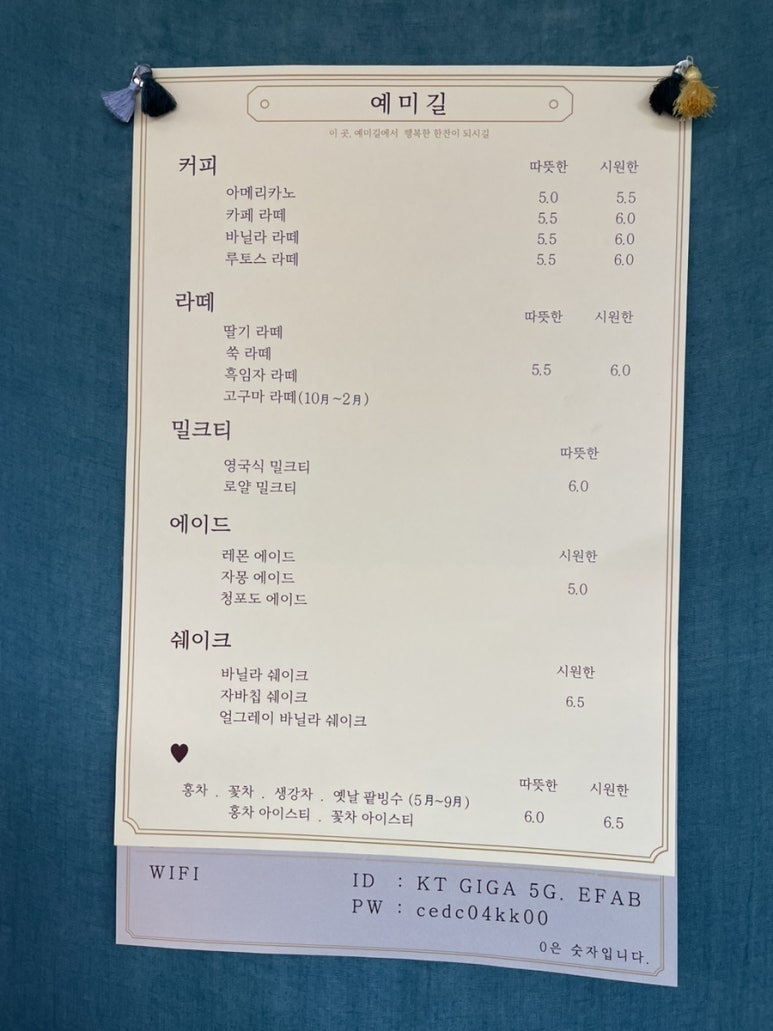 예미길
이 곳, 예미길에서 행복한 한잔이 되시길
커피 따뜻한 시원한
아메리카노 5.0 5.5
카페 라떼 5.5 6.0
바닐라 라떼 5.5 6.0
루토스 라떼 5.5 6.0
라떼 따뜻한 시원한
딸기 라떼
쑥 라떼
흑임자 라떼 5.5 6.0
고구마 라떼(10月~2月)
밀크티 따뜻한
영국식 밀크티
로얄 밀크티 6.0
에이드
레몬 에이드 시원한
자몽 에이드 5.0
청포도 에이드
쉐이크
바닐라 쉐이크 시원한
자바칩 쉐이크 6.5
얼그레이 바닐라 쉐이크
♥
따뜻한 시원한
홍차 . 꽃차 . 생강차 . 옛날 팥빙수 (5月~9月)
홍차 아이스티 . 꽃차 아이스티 6.0 6.5
WIFI ID : KT GIGA 5G. EFAB
PW : cedc04kk00
0은 숫자입니다.